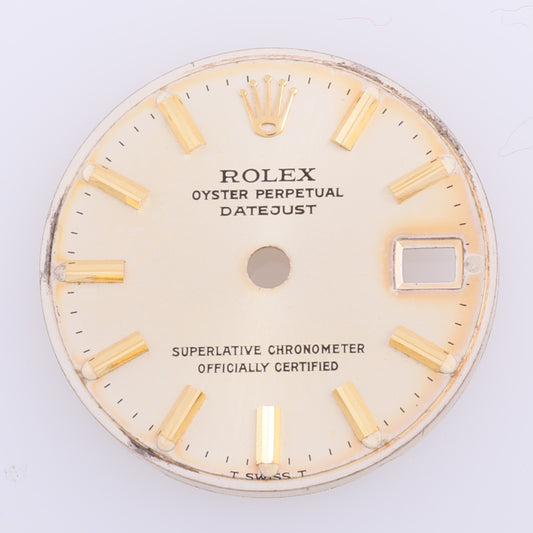 ROLEX
OYSTER PERPETUAL
DATEJUST
SUPERLATIVE CHRONOMETER
OFFICIALLY CERTIFIED
T SWISS T